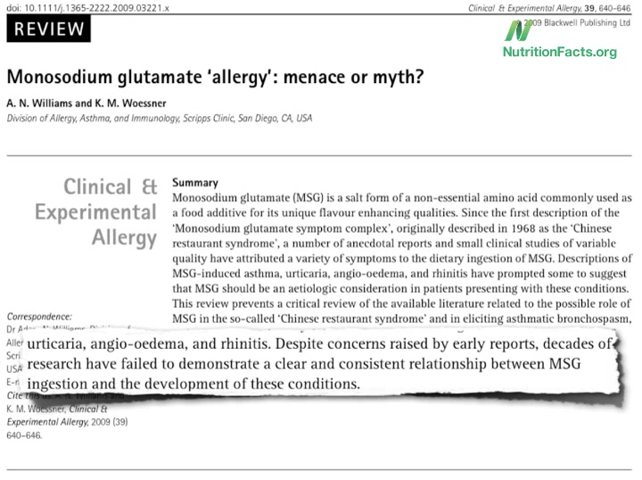 doi: 10.1111/j.1365-2222.2009.03221.x
Clinical & Experimental Allergy, 39, 640–646
REVIEW
2009 Blackwell Publishing Ltd
NutritionFacts.org
Monosodium glutamate ‘allergy’: menace or myth?
A. N. Williams and K. M. Woessner
Division of Allergy, Asthma, and Immunology, Scripps Clinic, San Diego, CA, USA
Clinical &
Experimental
Allergy
Summary
Monosodium glutamate (MSG) is a salt form of a non-essential amino acid commonly used as
a food additive for its unique flavour enhancing qualities. Since the first description of the
‘Monosodium glutamate symptom complex’, originally described in 1968 as the ‘Chinese
restaurant syndrome’, a number of anecdotal reports and small clinical studies of variable
quality have attributed a variety of symptoms to the dietary ingestion of MSG. Descriptions of
MSG-induced asthma, urticaria, angio-oedema, and rhinitis have prompted some to suggest
that MSG should be an aetiologic consideration in patients presenting with these conditions.
This review prevents a critical review of the available literature related to the possible role of
MSG in the so-called ‘Chinese restaurant syndrome’ and in eliciting asthmatic bronchospasm,
urticaria, angio-oedema, and rhinitis. Despite concerns raised by early reports, decades of
research have failed to demonstrate a clear and consistent relationship between MSG
ingestion and the development of these conditions.
Correspondence:
Dr
USA
Cite
K. M. Woessner, Clinical &
Experimental Allergy, 2009 (39)
640–646.